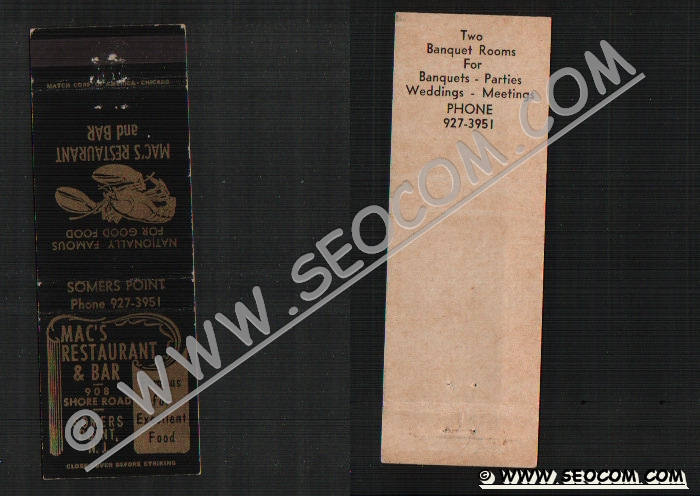 MATCH CORP. OF AMERICA - CHICAGO
MAC'S RESTAURANT
and BAR
NATIONALLY FAMOUS
FOR GOOD FOOD
SOMERS POINT
Phone 927-3951
MAC'S
RESTAURANT
& BAR
908
SHORE ROAD
POINT,
N.J.
Excellent
Food
CLOSE COVER BEFORE STRIKING
Two
Banquet Rooms
For
Banquets - Parties
Weddings - Meetings
PHONE
927-3951
© WWW.SEOCOM.COM
© WWW.SEOCOM.COM